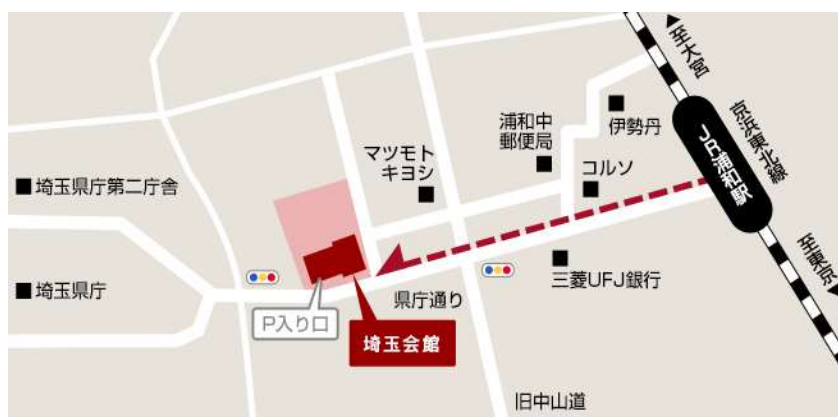 ▲至大宮
京浜東北線
JR浦和駅
至東京▼
伊勢丹
浦和中
郵便局
コルソ
マツモト
キヨシ
埼玉県庁第二庁舎
埼玉県庁
三菱UFJ銀行
県庁通り
P入り口
埼玉会館
旧中山道